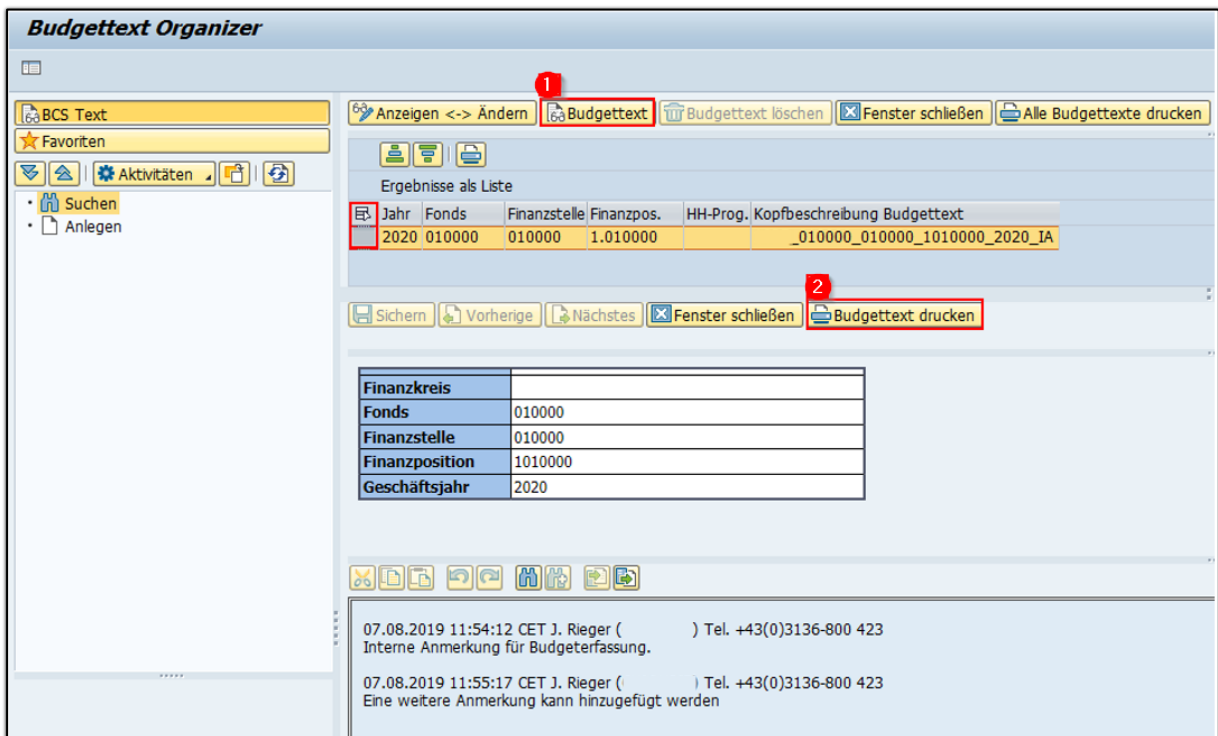 Budgettext Organizer
1
BCS Text
Favoriten
Aktivitäten
Suchen
Anlegen
Anzeigen <-> Ändern Budgettext Budgettext löschen Fenster schließen Alle Budgettexte drucken
Ergebnisse als Liste
Jahr Fonds Finanzstelle Finanzpos. HH-Prog. Kopfbeschreibung Budgettext
2020 010000 010000 1.010000 _010000_010000_1010000_2020_IA
2
Sichern Vorherige Nächstes Fenster schließen Budgettext drucken
Finanzkreis
Fonds 010000
Finanzstelle 010000
Finanzposition 1010000
Geschäftsjahr 2020
07.08.2019 11:54:12 CET J. Rieger ( ) Tel. +43(0)3136-800 423
Interne Anmerkung für Budgeterfassung.
07.08.2019 11:55:17 CET J. Rieger ( ) Tel. +43(0)3136-800 423
Eine weitere Anmerkung kann hinzugefügt werden